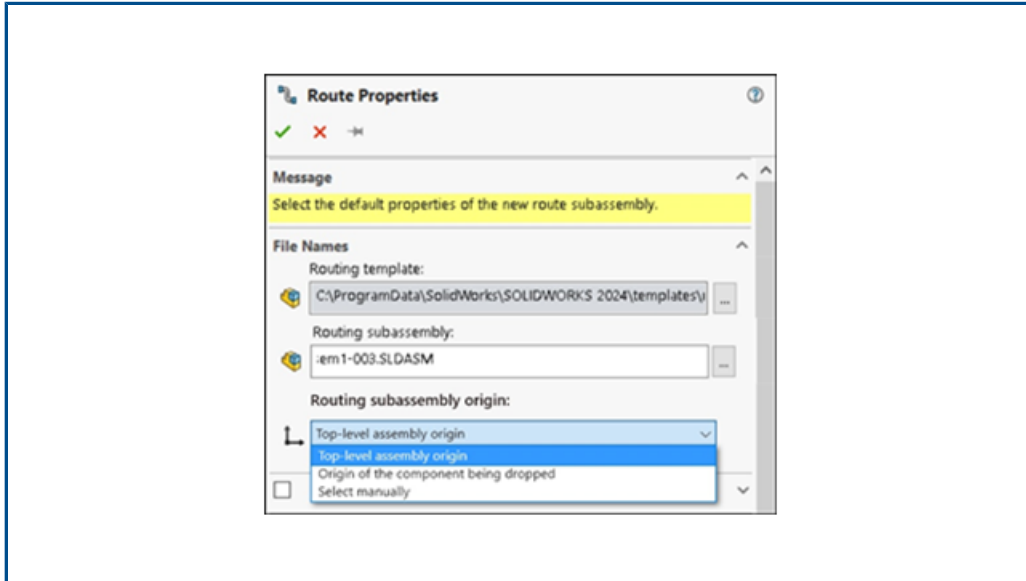 Route Properties
Message
Select the default properties of the new route subassembly.
File Names
Routing template:
C:\ProgramData\SolidWorks\SOLIDWORKS 2024\templates\
...
Routing subassembly:
:em1-003.SLDASM
...
Routing subassembly origin:
Top-level assembly origin
Top-level assembly origin
Origin of the component being dropped
Select manually